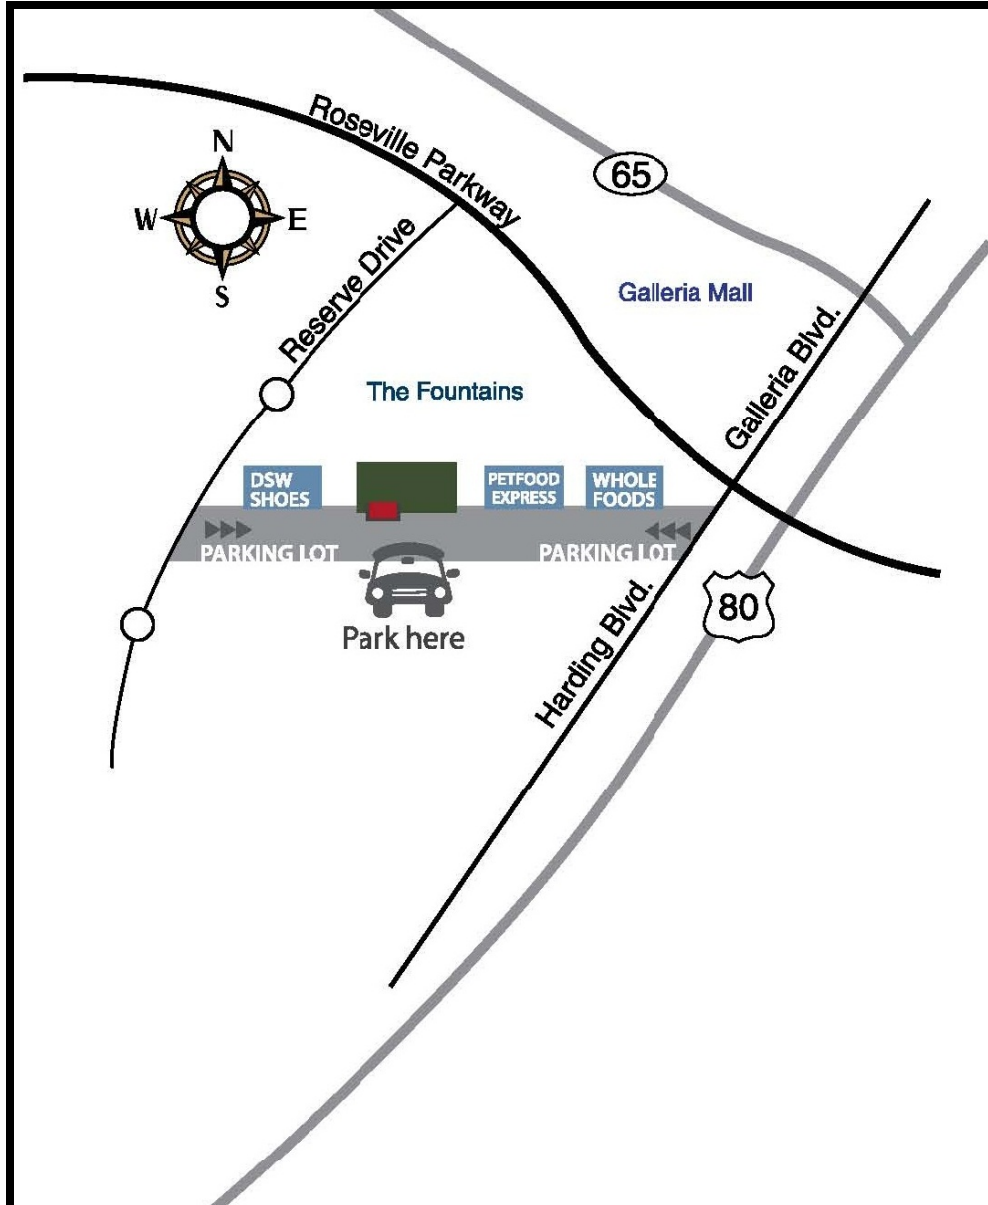 Roseville Parkway
65
N
W
E
S
Reserve Drive
Galleria Mall
Galleria Blvd.
The Fountains
DSW
SHOES
PETFOOD
EXPRESS
WHOLE
FOODS
PARKING LOT
PARKING LOT
80
Park here
Harding Blvd.